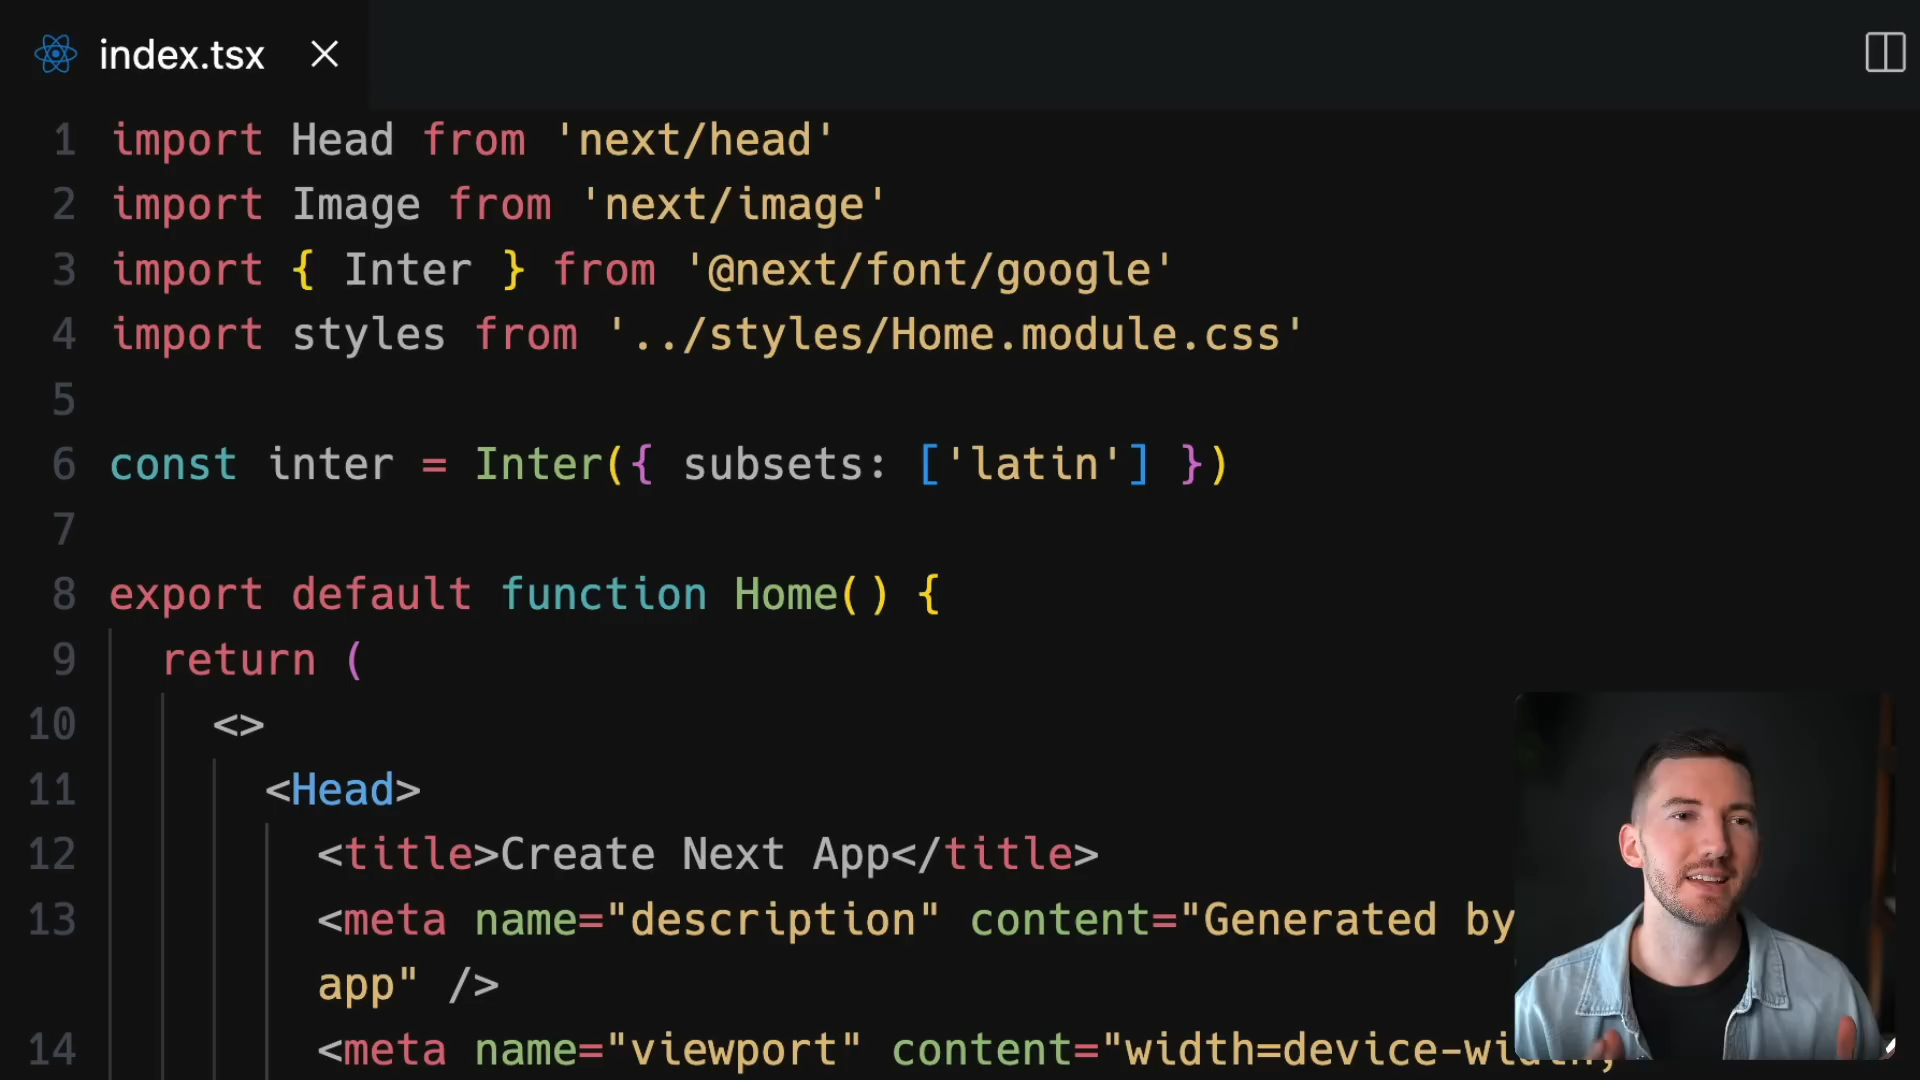 index.tsx
1 import Head from 'next/head'
2 import Image from 'next/image'
3 import { Inter } from '@next/font/google'
4 import styles from '../styles/Home.module.css'
5
6 const inter = Inter({ subsets: ['latin'] })
7
8 export default function Home() {
9 return (
10 <>
11 <Head>
12 <title>Create Next App</title>
13 <meta name="description" content="Generated by
app" />
14 <meta name="viewport" content="width=device-width,